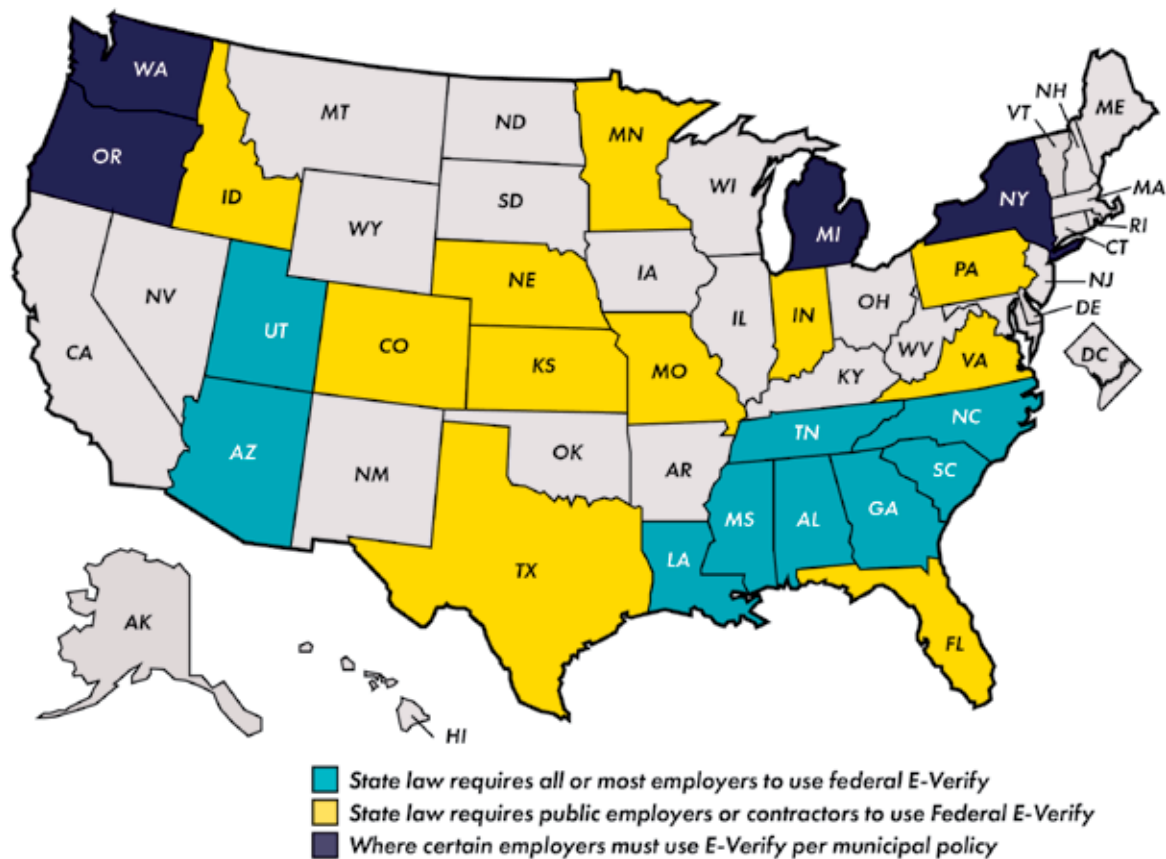 WA
MT
ND
MN
VT
NH
ME
OR
ID
SD
WI
NY
MA
WY
MI
RI
CT
IA
PA
NJ
NV
NE
OH
DE
UT
IL
IN
CA
CO
WV
DC
KS
MO
KY
VA
AZ
OK
TN
NC
NM
AR
SC
MS
AL
GA
TX
LA
AK
FL
HI
State law requires all or most employers to use federal E-Verify
State law requires public employers or contractors to use Federal E-Verify
Where certain employers must use E-Verify per municipal policy